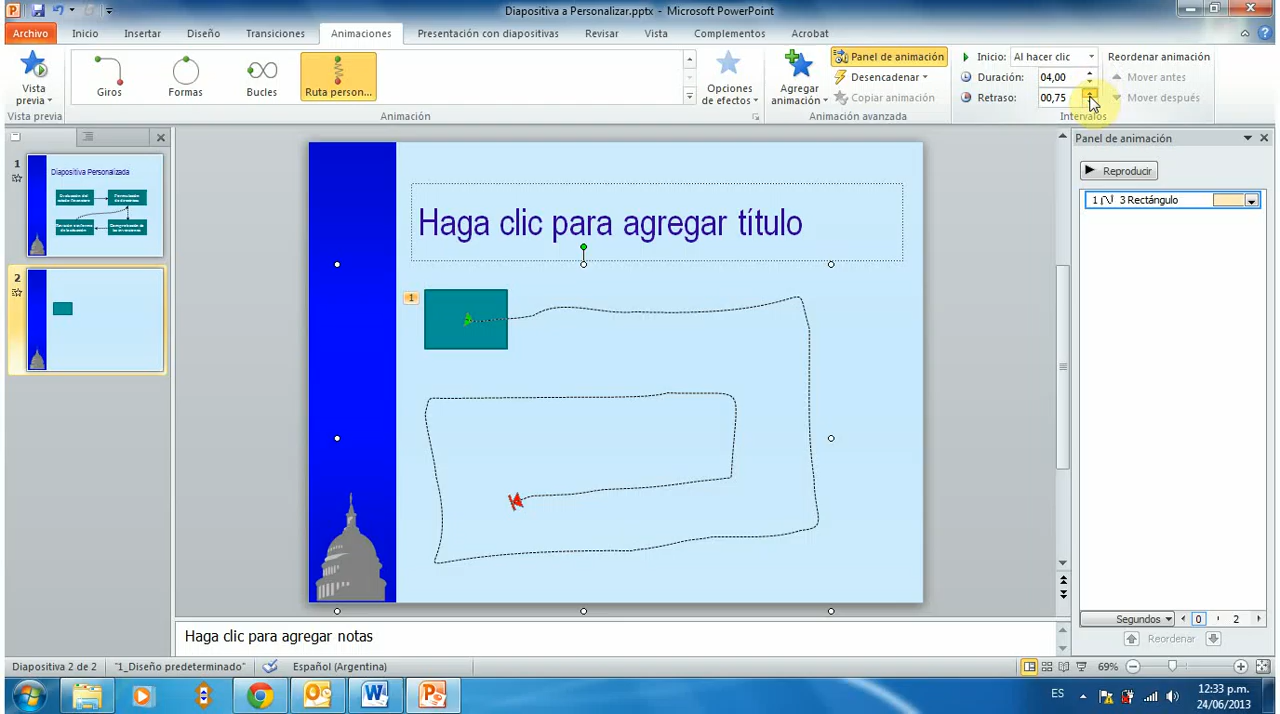 Diapositiva a Personalizar.pptx - Microsoft PowerPoint
Archivo Inicio Insertar Diseño Transiciones Animaciones Presentación con diapositivas Revisar Vista Complementos Acrobat
Vista previa
Vista previa
Giros Formas Bucles Ruta person...
Animación
Opciones de efectos
Agregar animación
Panel de animación
Desencadenar
Copiar animación
Animación avanzada
Inicio: Al hacer clic
Duración: 04,00
Retraso: 00,75
Intervalos
Reordenar animación
Mover antes
Mover después
1
Diapositiva Personalizada
2
Haga clic para agregar título
1
Panel de animación
Reproducir
1 3 Rectángulo
Segundos 0 2
Reordenar
Haga clic para agregar notas
Diapositiva 2 de 2 "1_Diseño predeterminado" Español (Argentina) 69%
ES 12:33 p.m.
24/06/2013